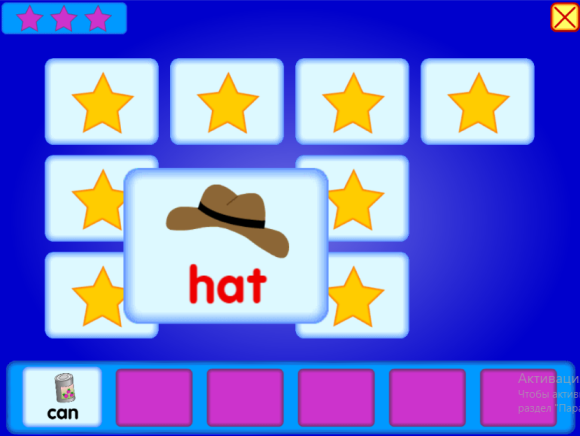 hat
can
Активаци
Чтобы актив
раздел "Пара